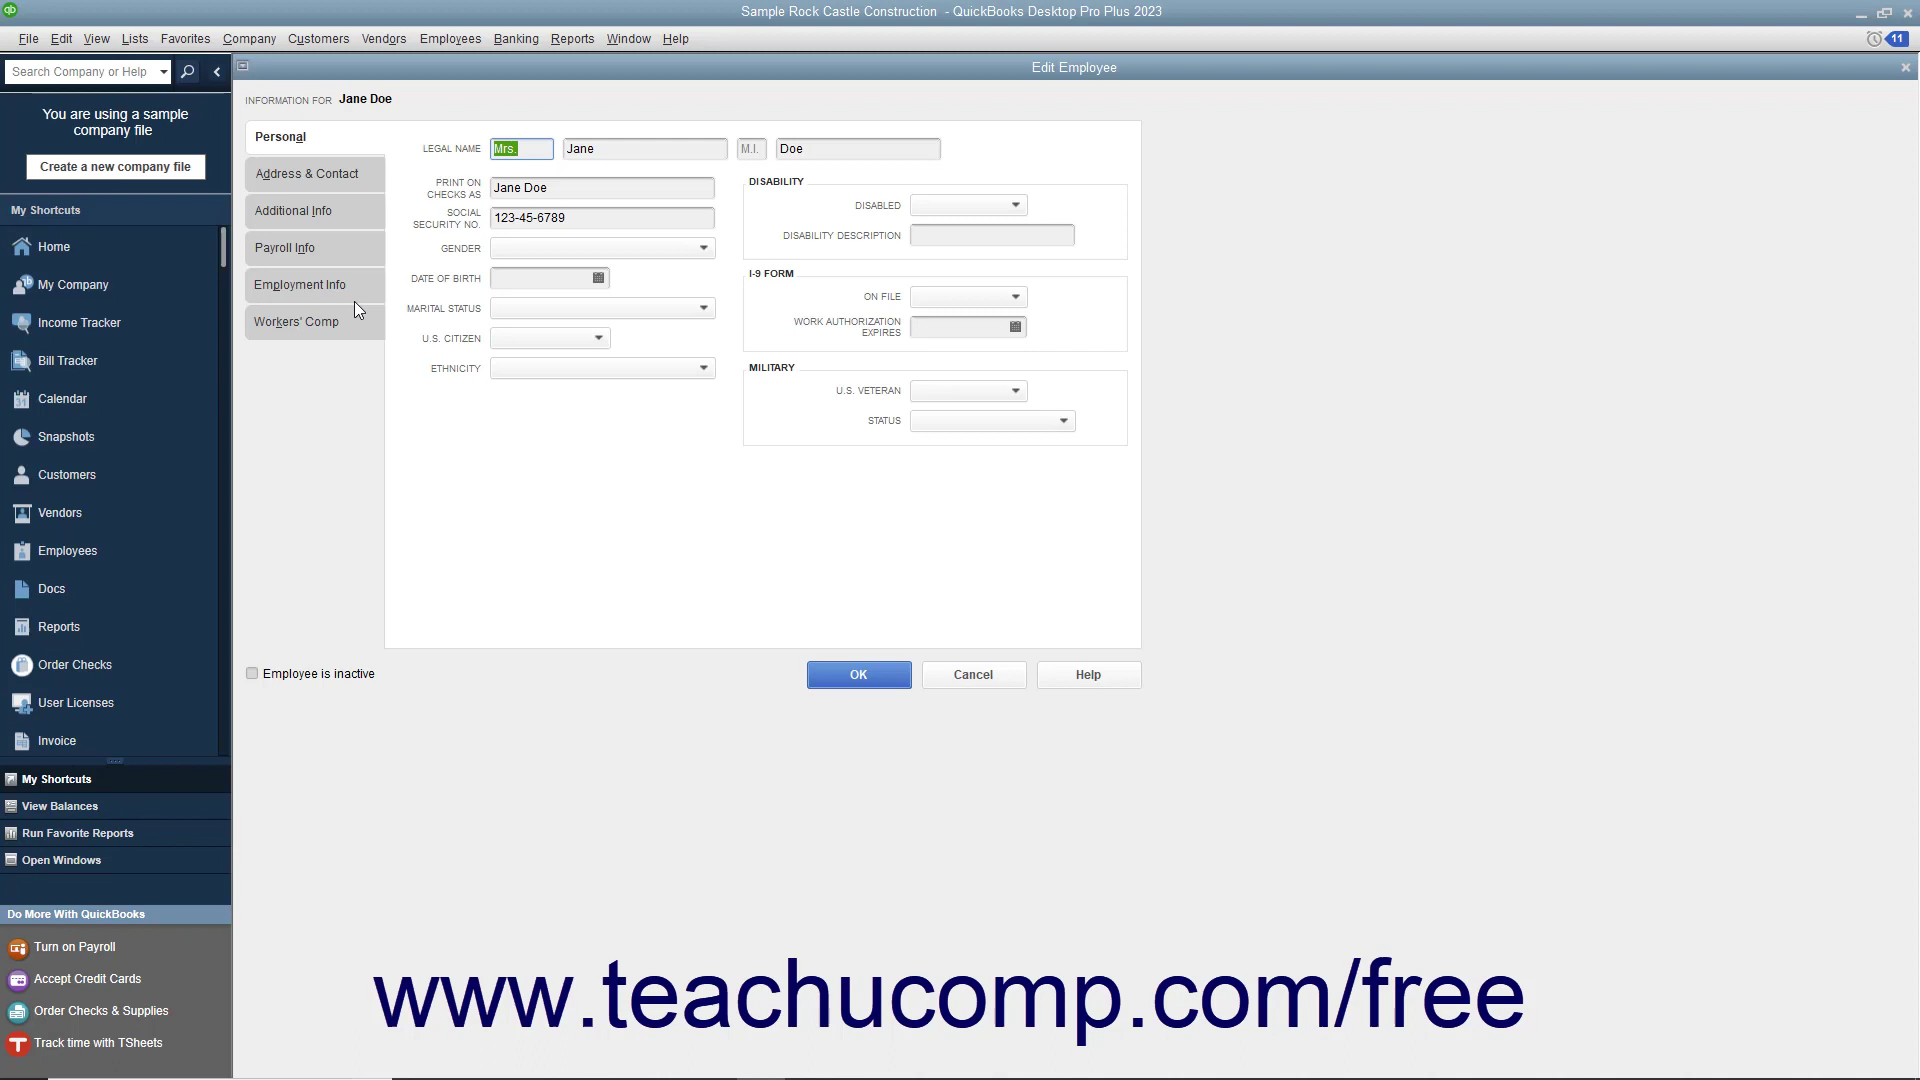 Sample Rock Castle Construction - QuickBooks Desktop Pro Plus 2023
File Edit View Lists Favorites Company Customers Vendors Employees Banking Reports Window Help
11
Search Company or Help
Edit Employee
You are using a sample
company file
Create a new company file
My Shortcuts
Home
My Company
Income Tracker
Bill Tracker
Calendar
Snapshots
Customers
Vendors
Employees
Docs
Reports
Order Checks
User Licenses
Invoice
My Shortcuts
View Balances
Run Favorite Reports
Open Windows
Do More With QuickBooks
Turn on Payroll
Accept Credit Cards
Order Checks & Supplies
Track time with TSheets
INFORMATION FOR Jane Doe
Personal
Address & Contact
Additional Info
Payroll Info
Employment Info
Workers' Comp
LEGAL NAME Mrs. Jane M.I. Doe
PRINT ON
CHECKS AS
Jane Doe
SOCIAL
SECURITY NO.
123-45-6789
GENDER
DATE OF BIRTH
MARITAL STATUS
U.S. CITIZEN
ETHNICITY
DISABILITY
DISABLED
DISABILITY DESCRIPTION
I-9 FORM
ON FILE
WORK AUTHORIZATION
EXPIRES
MILITARY
U.S. VETERAN
STATUS
Employee is inactive
OK Cancel Help
www.teachucomp.com/free